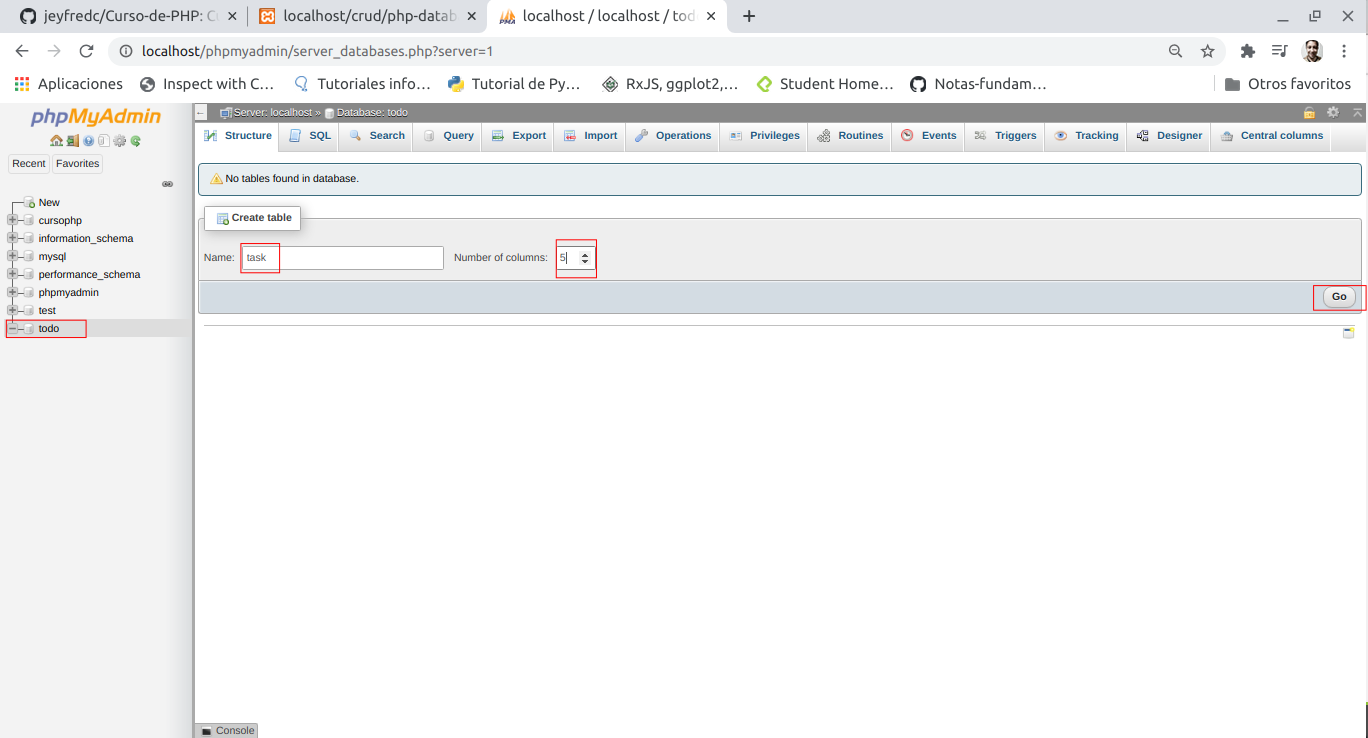 jeyfredc/Curso-de-PHP: C
localhost/crud/php-datab
localhost / localhost / tod
localhost/phpmyadmin/server_databases.php?server=1
Aplicaciones
Inspect with C...
Tutoriales info...
Tutorial de Py...
RxJS, ggplot2,...
Student Home...
Notas-fundam...
Otros favoritos
phpMyAdmin
Recent
Favorites
New
cursophp
information_schema
mysql
performance_schema
phpmyadmin
test
todo
Server: localhost » Database: todo
Structure
SQL
Search
Query
Export
Import
Operations
Privileges
Routines
Events
Triggers
Tracking
Designer
Central columns
No tables found in database.
Create table
Name: task
Number of columns: 5
Go
Console